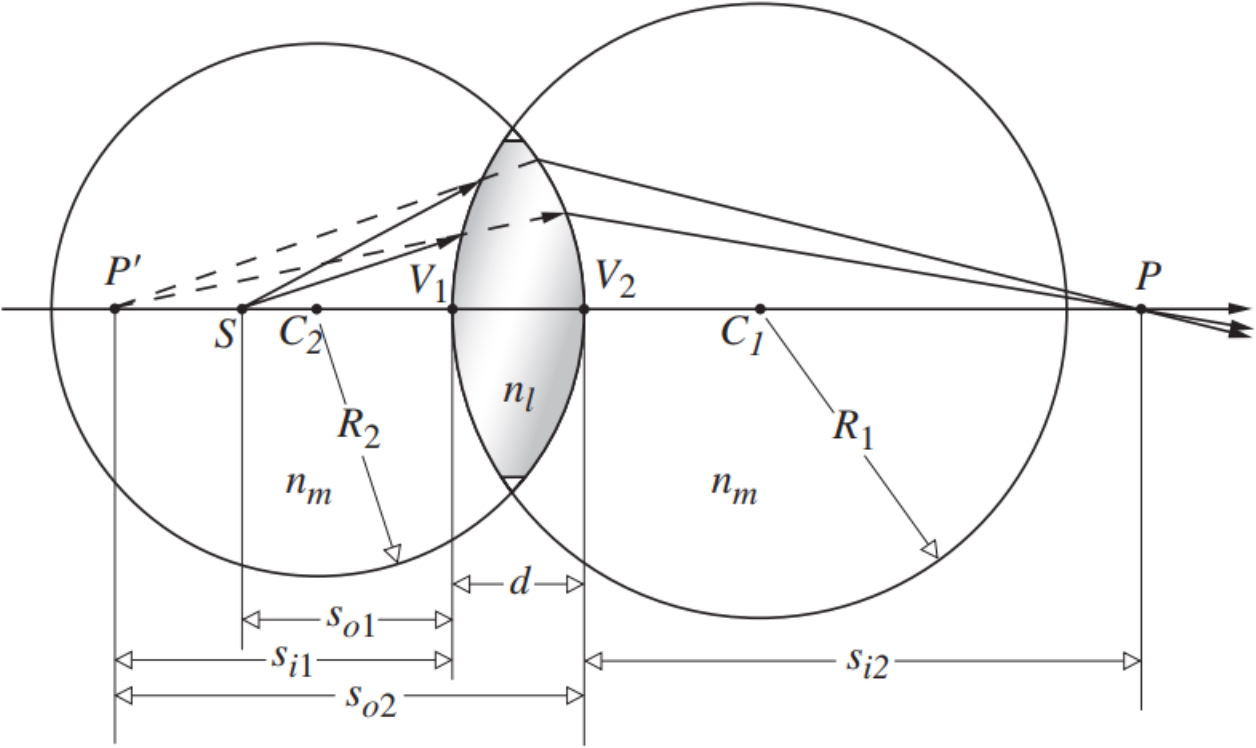 P′
S
C₂
V₁
V₂
C₁
P
R₂
nₗ
R₁
nₘ
nₘ
d
sₒ₁
sᵢ₁
sᵢ₂
sₒ₂